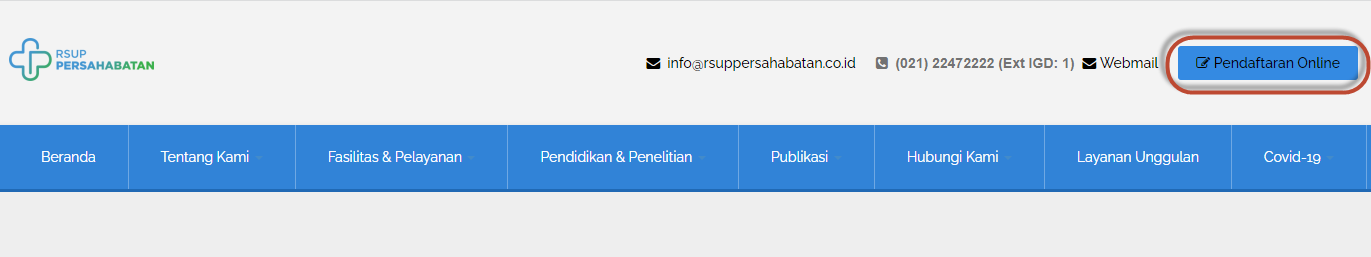 RSUP
PERSAHABATAN
info@rsuppersahabatan.co.id (021) 22472222 (Ext IGD: 1) Webmail Pendaftaran Online
Beranda Tentang Kami Fasilitas & Pelayanan Pendidikan & Penelitian Publikasi Hubungi Kami Layanan Unggulan Covid-19